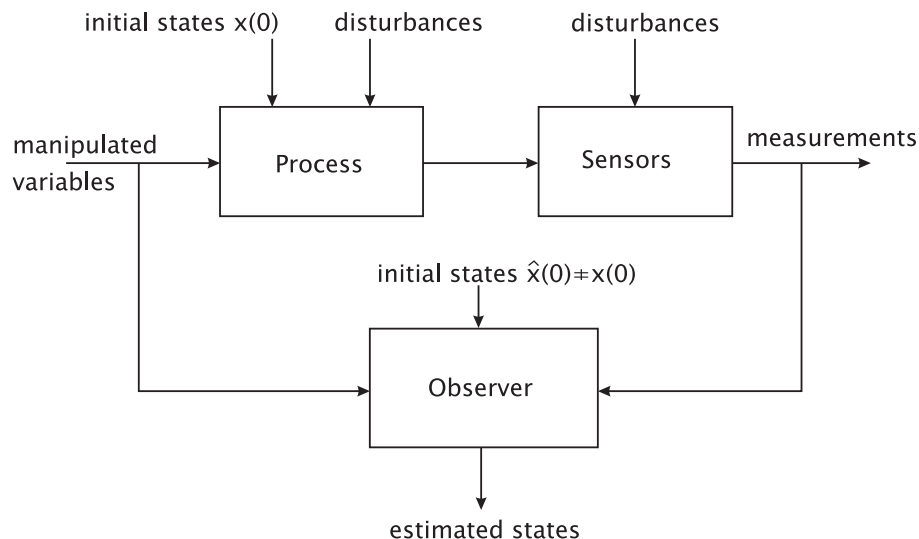 initial states x(0)
disturbances
disturbances
manipulated
variables
Process
Sensors
measurements
initial states x̂(0)≠x(0)
Observer
estimated states